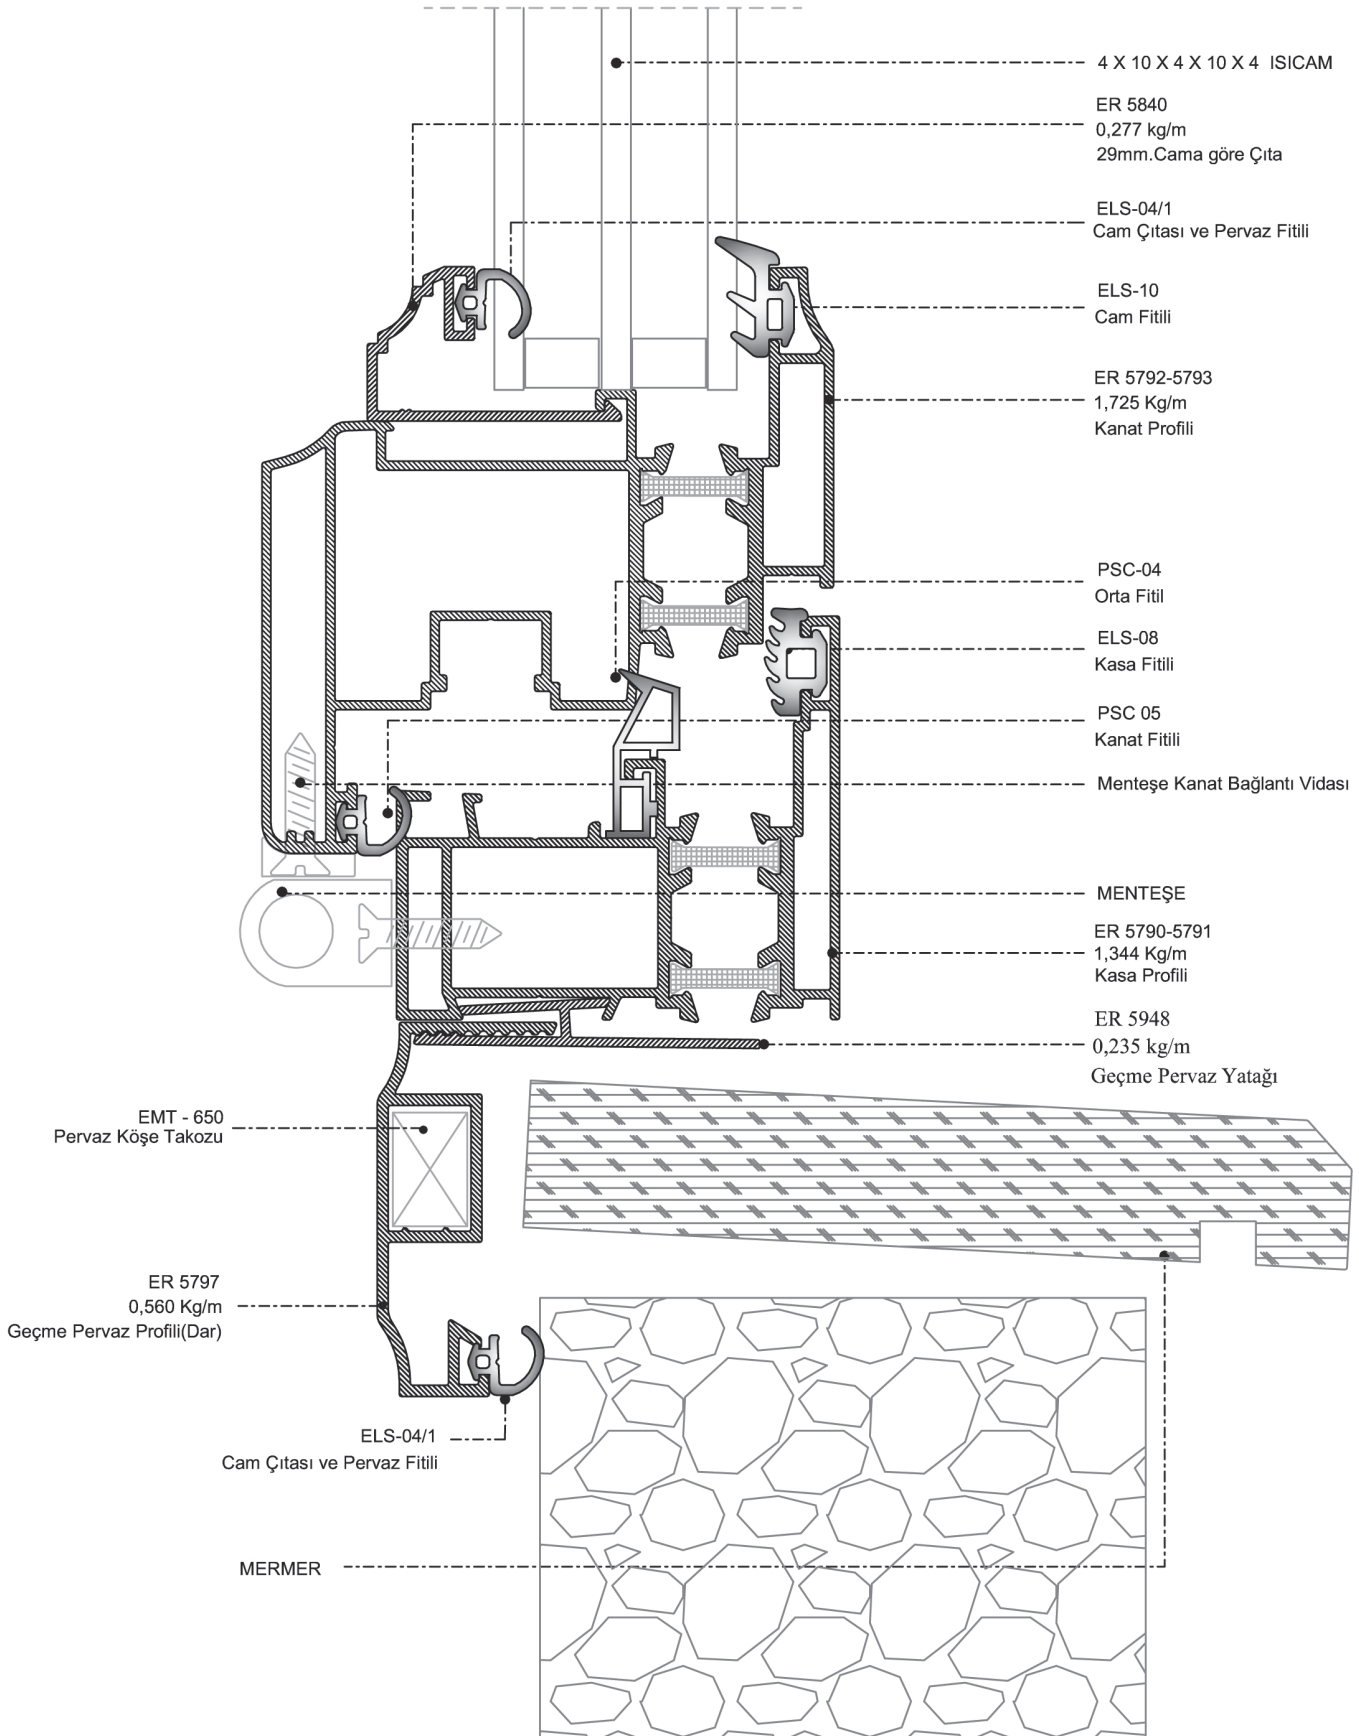 4 X 10 X 4 X 10 X 4 ISICAM
ER 5840
0,277 kg/m
29mm.Cama göre Çıta
ELS-04/1
Cam Çıtası ve Pervaz Fitili
ELS-10
Cam Fitili
ER 5792-5793
1,725 Kg/m
Kanat Profili
PSC-04
Orta Fitil
ELS-08
Kasa Fitili
PSC 05
Kanat Fitili
Menteşe Kanat Bağlantı Vidası
MENTEŞE
ER 5790-5791
1,344 Kg/m
Kasa Profili
ER 5948
0,235 kg/m
Geçme Pervaz Yatağı
EMT - 650
Pervaz Köşe Takozu
ER 5797
0,560 Kg/m
Geçme Pervaz Profili(Dar)
ELS-04/1
Cam Çıtası ve Pervaz Fitili
MERMER